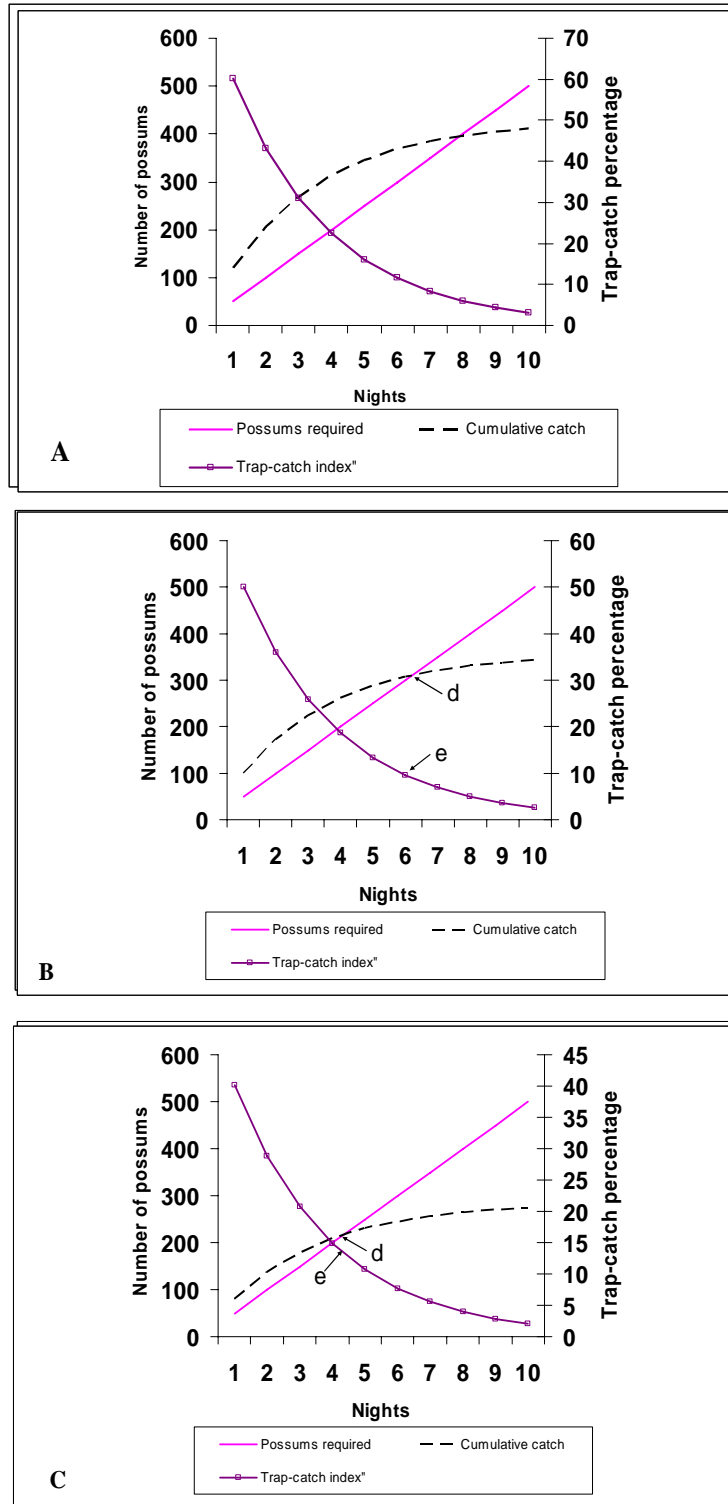 600
500
400
300
200
100
0
Number of possums
70
60
50
40
30
20
10
0
Trap-catch percentage
1 2 3 4 5 6 7 8 9 10
Nights
Possums required
Cumulative catch
Trap-catch index"
A
600
500
400
300
200
100
0
Number of possums
60
50
40
30
20
10
0
Trap-catch percentage
d
e
1 2 3 4 5 6 7 8 9 10
Nights
Possums required
Cumulative catch
Trap-catch index"
B
600
500
400
300
200
100
0
Number of possums
45
40
35
30
25
20
15
10
5
0
Trap-catch percentage
d
e
1 2 3 4 5 6 7 8 9 10
Nights
Possums required
Cumulative catch
Trap-catch index"
C